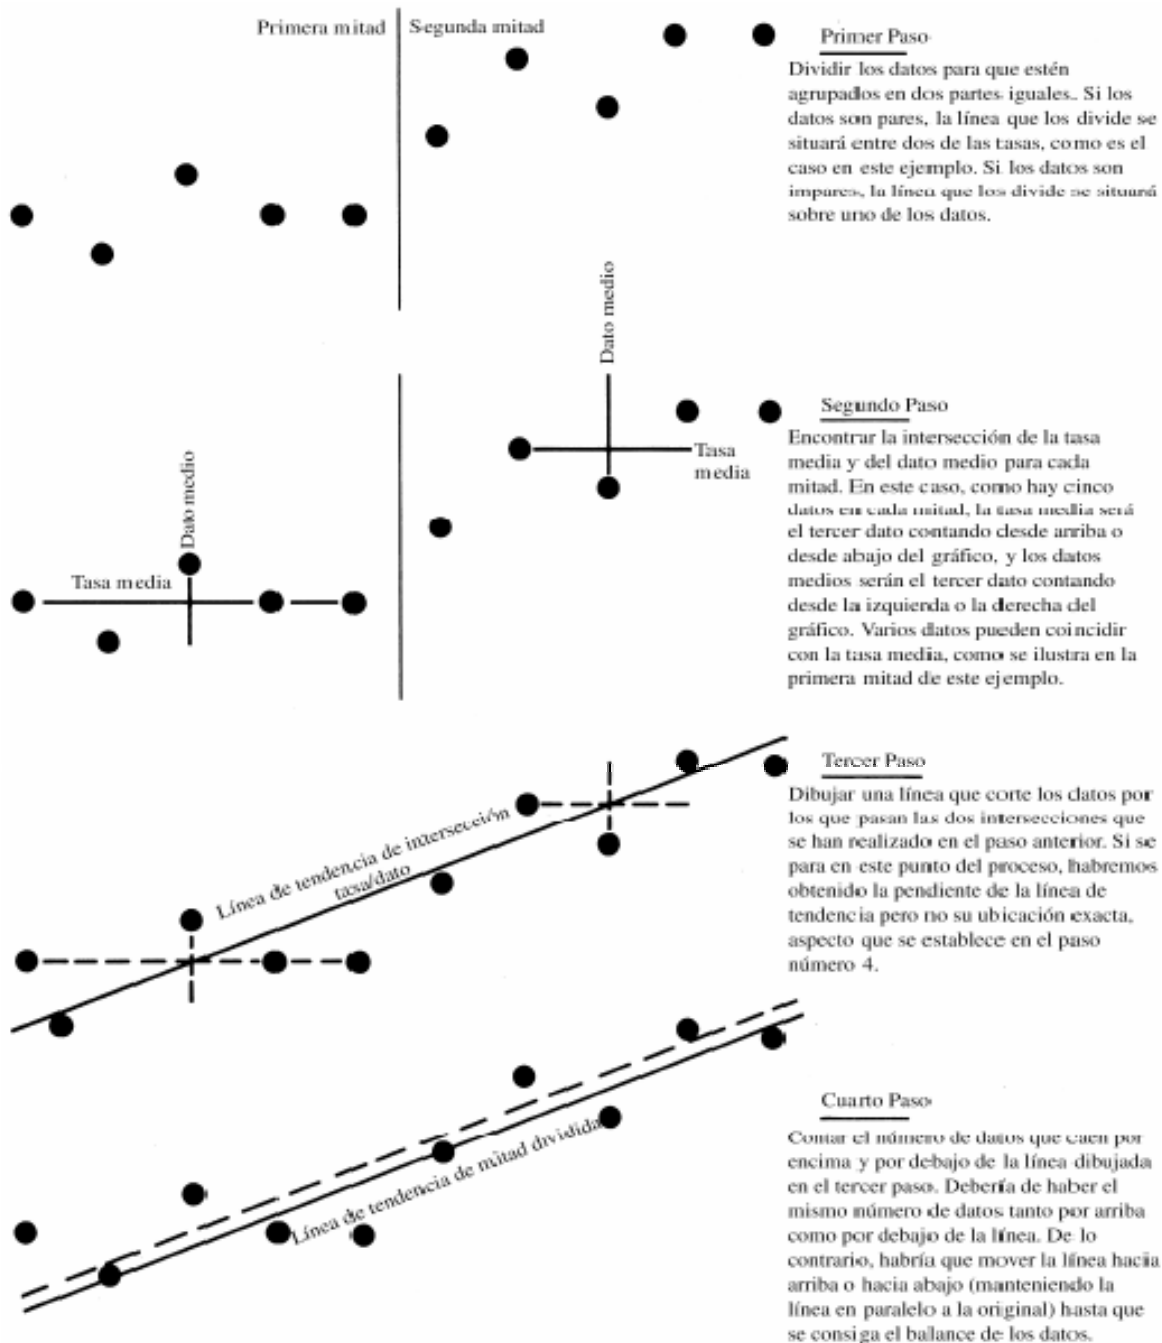 Primera mitad
Segunda mitad
Primer Paso
Dividir los datos para que estén
agrupados en dos partes iguales. Si los
datos son pares, la línea que los divide se
situará entre dos de las tasas, como es el
caso en este ejemplo. Si los datos son
impares, la línea que los divide se situará
sobre uno de los datos.
Dato medio
Tasa
media
Dato medio
Tasa media
Segundo Paso
Encontrar la intersección de la tasa
media y del dato medio para cada
mitad. En este caso, como hay cinco
datos en cada mitad, la tasa media será
el tercer dato contando desde arriba o
desde abajo del gráfico, y los datos
medios serán el tercer dato contando
desde la izquierda o la derecha del
gráfico. Varios datos pueden coincidir
con la tasa media, como se ilustra en la
primera mitad de este ejemplo.
Línea de tendencia de intersección
tasa/dato
Tercer Paso
Dibujar una línea que corte los datos por
los que pasan las dos intersecciones que
se han realizado en el paso anterior. Si se
para en este punto del proceso, habremos
obtenido la pendiente de la línea de
tendencia pero no su ubicación exacta,
aspecto que se establece en el paso
número 4.
Línea de tendencia de mitad dividida
Cuarto Paso
Contar el número de datos que caen por
encima y por debajo de la línea dibujada
en el tercer paso. Debería de haber el
mismo número de datos tanto por arriba
como por debajo de la línea. De lo
contrario, habría que mover la línea hacia
arriba o hacia abajo (manteniendo la
línea en paralelo a la original) hasta que
se consiga el balance de los datos.